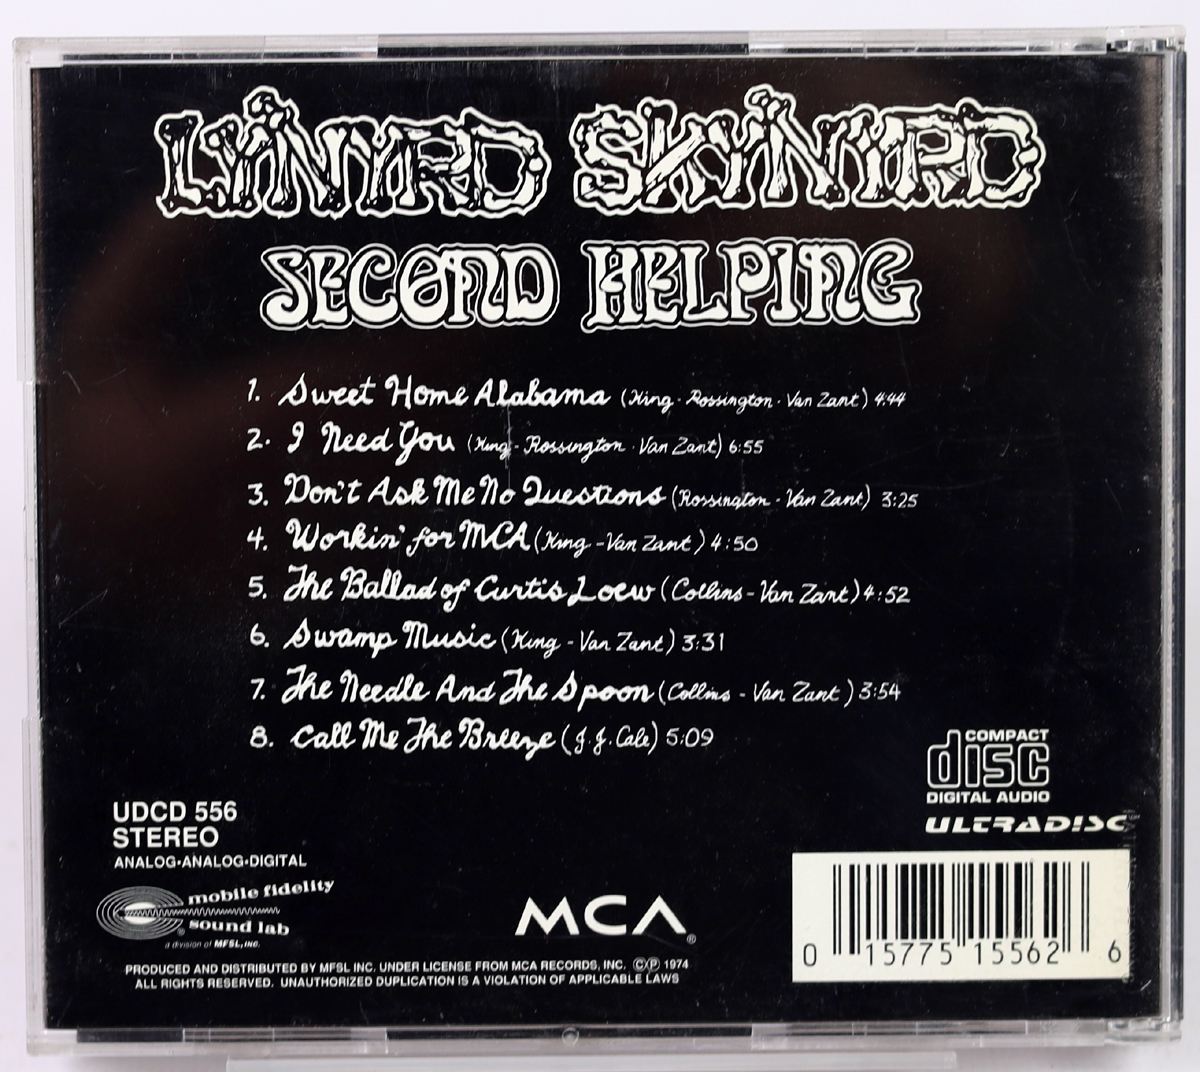 LYNYRD SKYNYRD
SECOND HELPING
1. Sweet Home Alabama (King - Rossington - Van Zant) 4:44
2. I Need You (King - Rossington - Van Zant) 6:55
3. Don't Ask Me No Questions (Rossington - Van Zant) 3:25
4. Workin' for MCA (King - Van Zant) 4:50
5. The Ballad of Curtis Loew (Collins - Van Zant) 4:52
6. Swamp Music (King - Van Zant) 3:31
7. The Needle And The Spoon (Collins - Van Zant) 3:54
8. Call Me The Breeze (J.J. Cale) 5:09
COMPACT
disc
DIGITAL AUDIO
ULTRADISC
UDCD 556
STEREO
ANALOG•ANALOG•DIGITAL
mobile fidelity
sound lab
a division of MFSL, INC.
MCA®
0 15775 15562 6
PRODUCED AND DISTRIBUTED BY MFSL INC. UNDER LICENSE FROM MCA RECORDS, INC. ©℗ 1974
ALL RIGHTS RESERVED. UNAUTHORIZED DUPLICATION IS A VIOLATION OF APPLICABLE LAWS